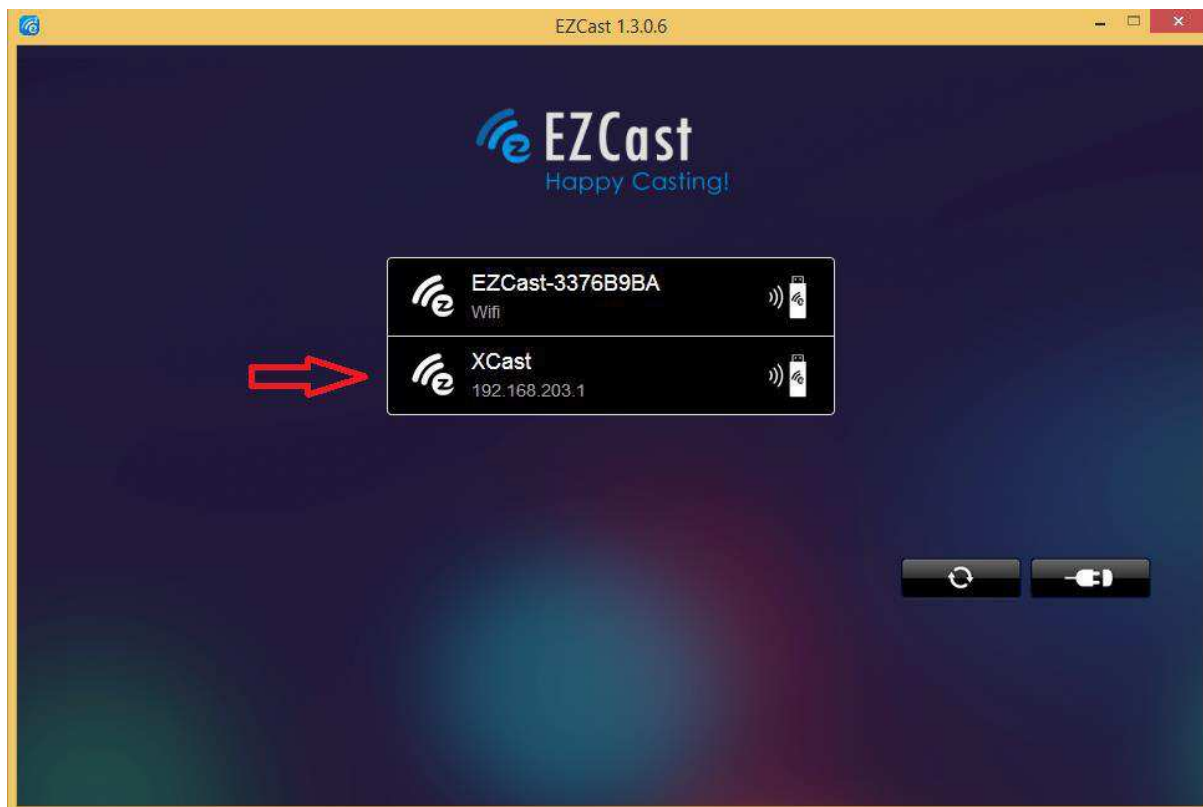 EZCast 1.3.0.6
EZCast
Happy Casting!
EZCast-3376B9BA
Wifi
XCast
192.168.203.1